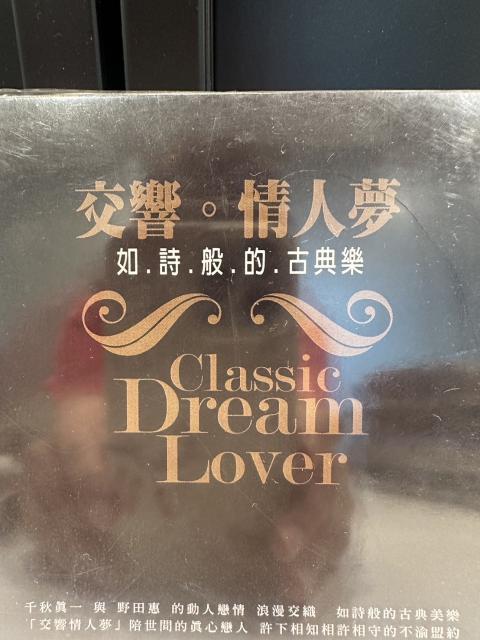 交響。情人夢
如.詩.般.的.古典樂
Classic
Dream
Lover
千秋眞一 與 野田惠 的動人戀情 浪漫交織 如詩般的古典美樂
「交響情人夢」陪世間的眞心戀人 許下相知相許相守的不渝盟約